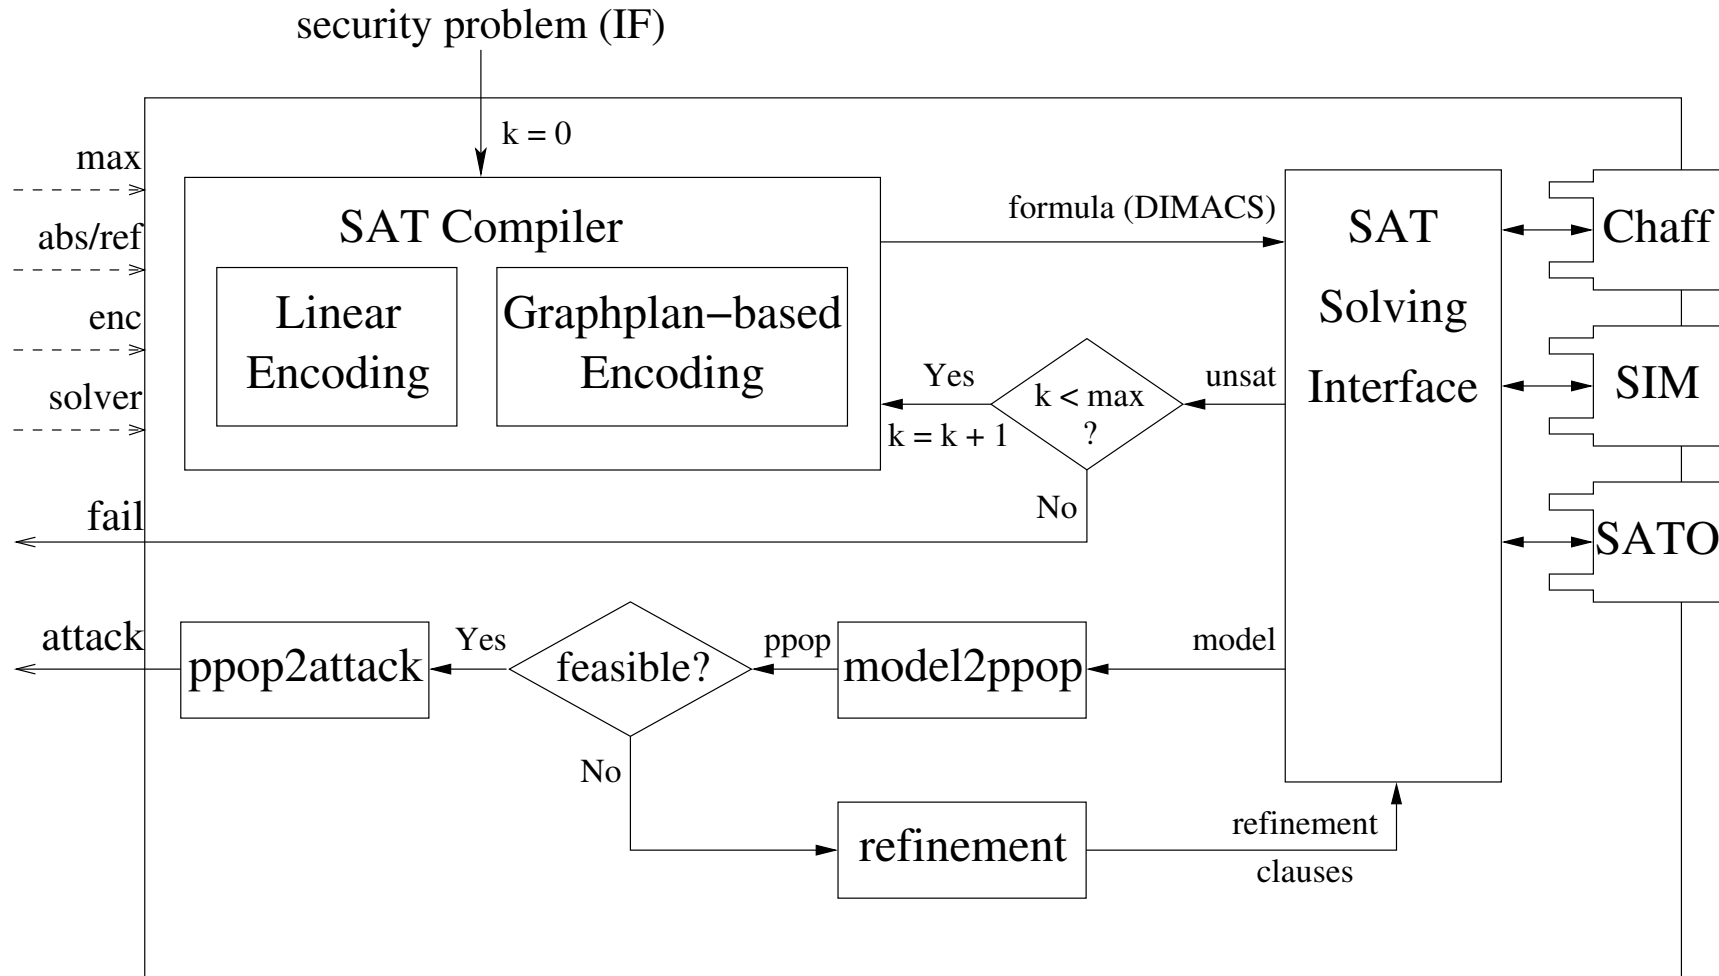 security problem (IF)
k = 0
max
abs/ref
enc
solver
SAT Compiler
Linear
Encoding
Graphplan−based
Encoding
formula (DIMACS)
SAT
Solving
Interface
Chaff
SIM
SATO
Yes
k = k + 1
k < max
?
unsat
No
fail
attack
ppop2attack
Yes
feasible?
ppop
model2ppop
model
No
refinement
refinement
clauses